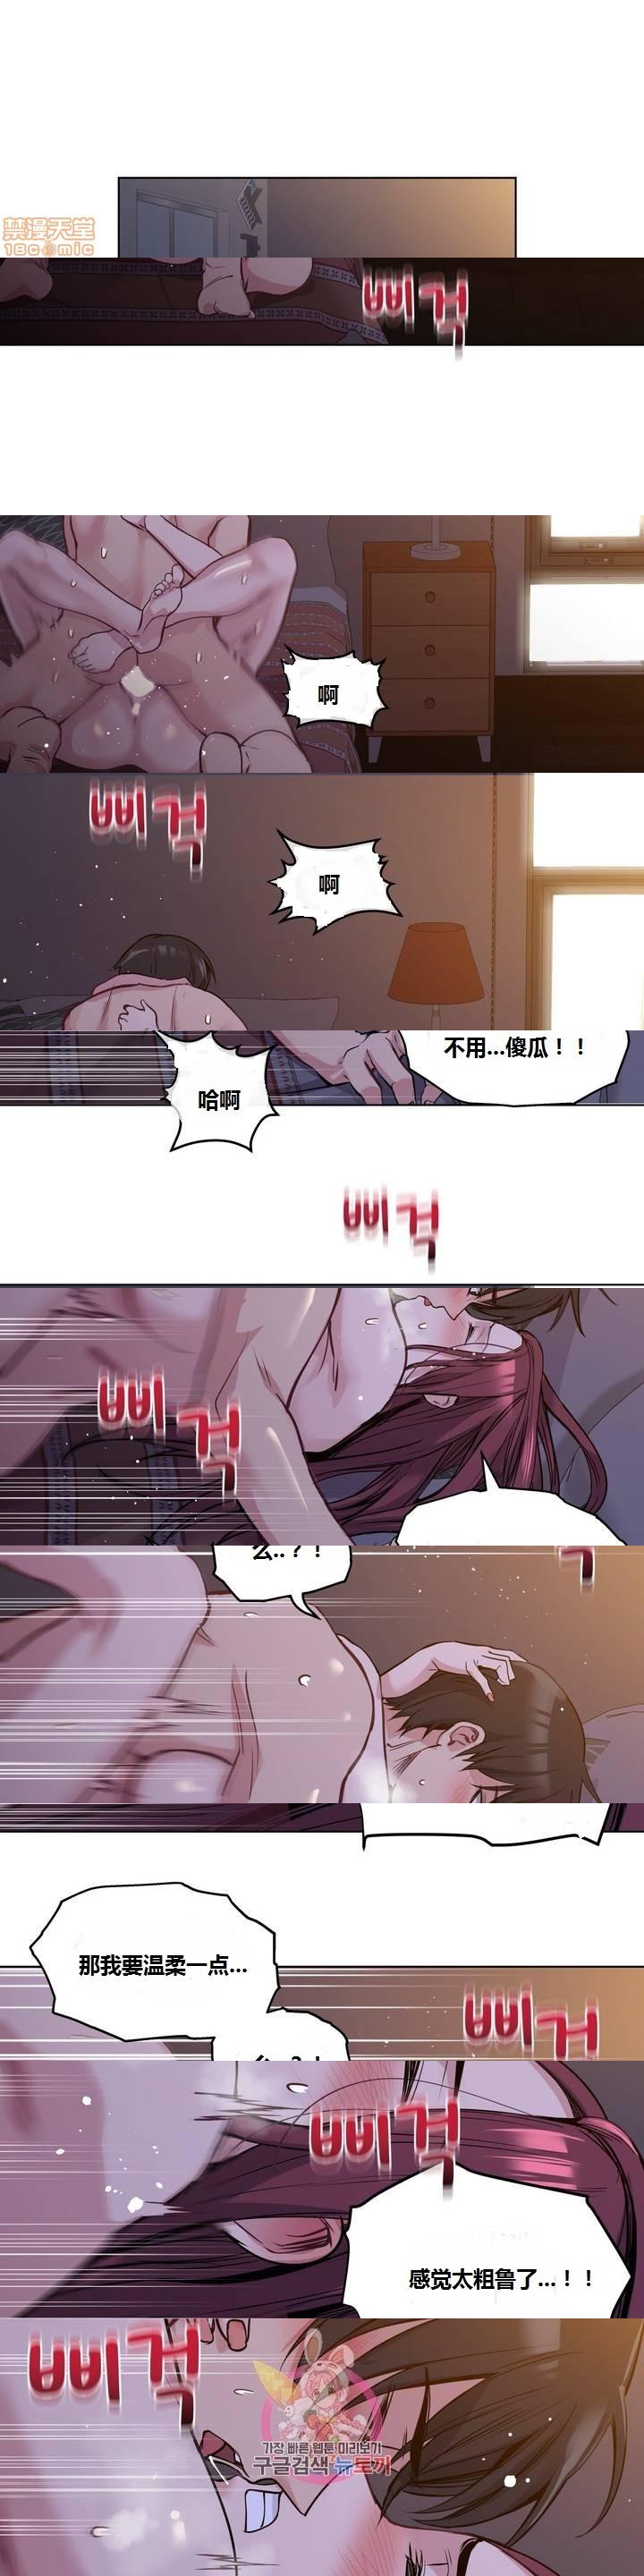 禁漫天堂
18comic
삐걱
啊
삐걱
啊
不用...傻瓜！！
哈啊
삐걱
삐걱
么..？！
那我要温柔一点...
삐걱
삐걱
感觉太粗鲁了...！！
삐걱
가장 빠른 웹툰 미리보기
구글검색 뉴토끼